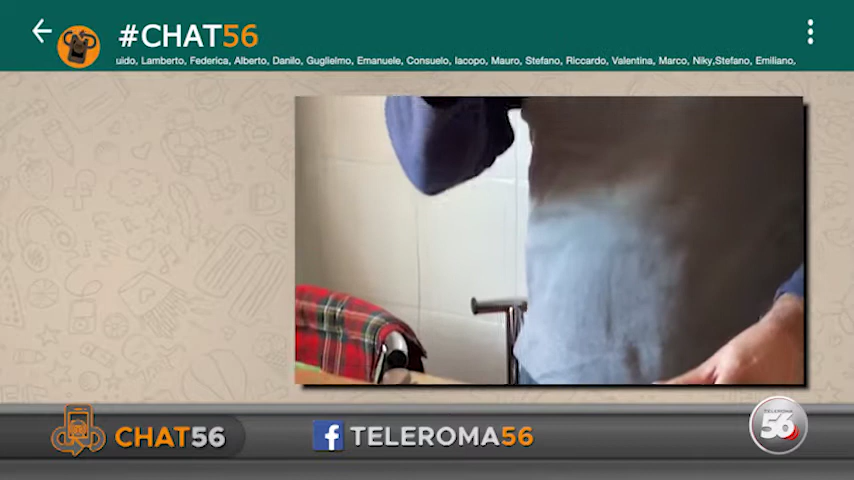 #CHAT56
uido, Lamberto, Federica, Alberto, Danilo, Guglielmo, Emanuele, Consuelo, Iacopo, Mauro, Stefano, Riccardo, Valentina, Marco, Niky,Stefano, Emiliano,
CHAT56
f TELEROMA56
TELEROMA
56